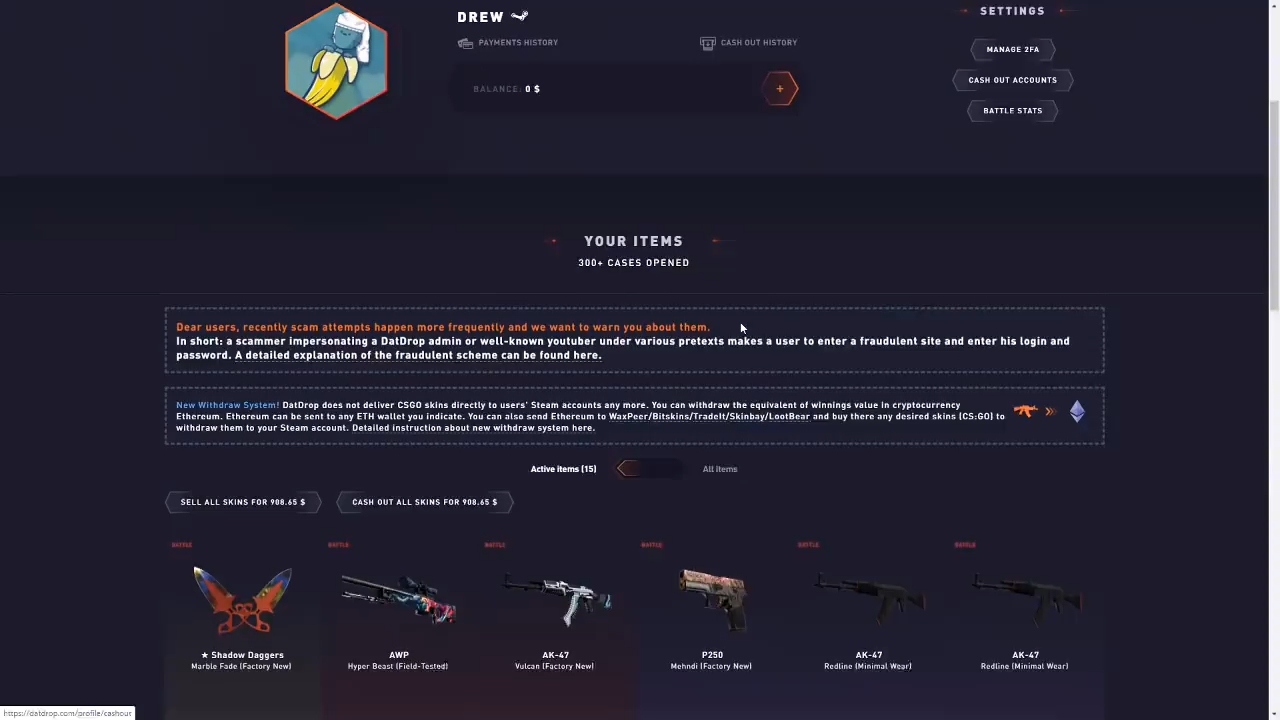 DREW
SETTINGS
PAYMENTS HISTORY
CASH OUT HISTORY
MANAGE 2FA
CASH OUT ACCOUNTS
BALANCE: 0 $
+
BATTLE STATS
YOUR ITEMS
300+ CASES OPENED
Dear users, recently scam attempts happen more frequently and we want to warn you about them.
In short: a scammer impersonating a DatDrop admin or well-known youtuber under various pretexts makes a user to enter a fraudulent site and enter his login and
password. A detailed explanation of the fraudulent scheme can be found here.
New Withdraw System! DatDrop does not deliver CSGO skins directly to users' Steam accounts any more. You can withdraw the equivalent of winnings value in cryptocurrency
Ethereum. Ethereum can be sent to any ETH wallet you indicate. You can also send Ethereum to WaxPeer/Bitskins/TradeIt/Skinbay/LootBear and buy there any desired skins (CS:GO) to
withdraw them to your Steam account. Detailed instruction about new withdraw system here.
Active items (15)
All Items
SELL ALL SKINS FOR 908.65 $
CASH OUT ALL SKINS FOR 908.65 $
BATTLE BATTLE BATTLE BATTLE BATTLE BATTLE
★ Shadow Daggers
Marble Fade (Factory New)
AWP
Hyper Beast (Field-Tested)
AK-47
Vulcan (Factory New)
P250
Mehndi (Factory New)
AK-47
Redline (Minimal Wear)
AK-47
Redline (Minimal Wear)
https://datdrop.com/profile/cashout